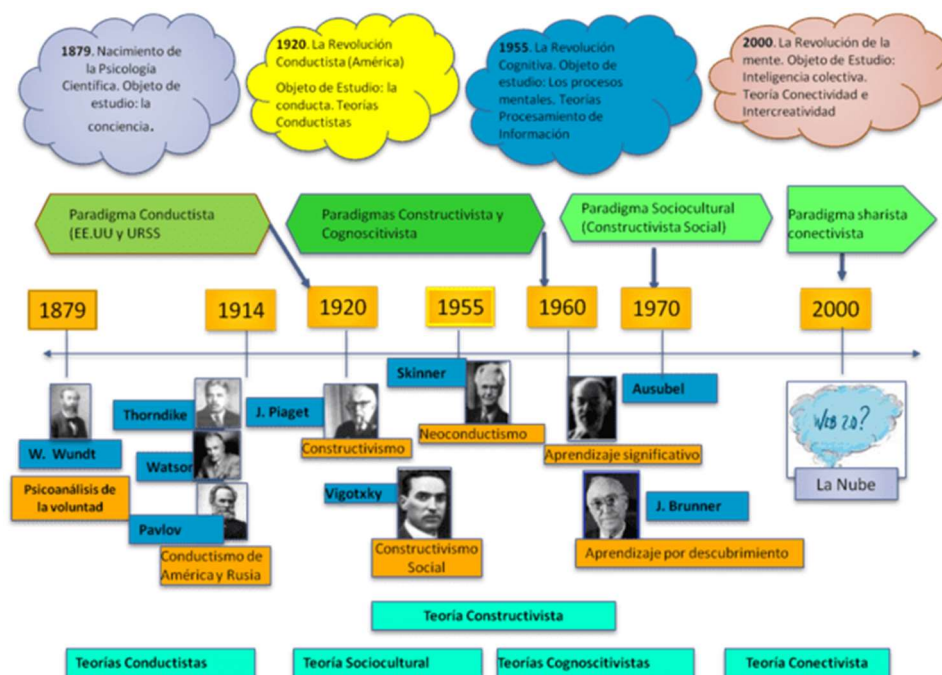 1879. Nacimiento de
la Psicología
Científica. Objeto de
estudio: la
conciencia.
1920. La Revolución
Conductista (América)
Objeto de Estudio: la
conducta. Teorías
Conductistas
1955. La Revolución
Cognitiva. Objeto de
estudio: Los procesos
mentales. Teorías
Procesamiento de
Información
2000. La Revolución de la
mente. Objeto de Estudio:
Inteligencia colectiva.
Teoría Conectividad e
Intercreatividad
Paradigma Conductista
(EE.UU y URSS
Paradigmas Constructivista y
Cognoscitivista
Paradigma Sociocultural
(Constructivista Social)
Paradigma sharista
conectivista
1879
1914
1920
1955
1960
1970
2000
W. Wundt
Psicoanálisis de
la voluntad
Thorndike
Watsor
Pavlov
Conductismo de
América y Rusia
J. Piaget
Constructivismo
Skinner
Neoconductismo
Vigotxky
Constructivismo
Social
Aprendizaje significativo
Ausubel
J. Brunner
Aprendizaje por descubrimiento
WEB 2.0?
La Nube
Teoría Constructivista
Teorías Conductistas
Teoría Sociocultural
Teorías Cognoscitivistas
Teoría Conectivista